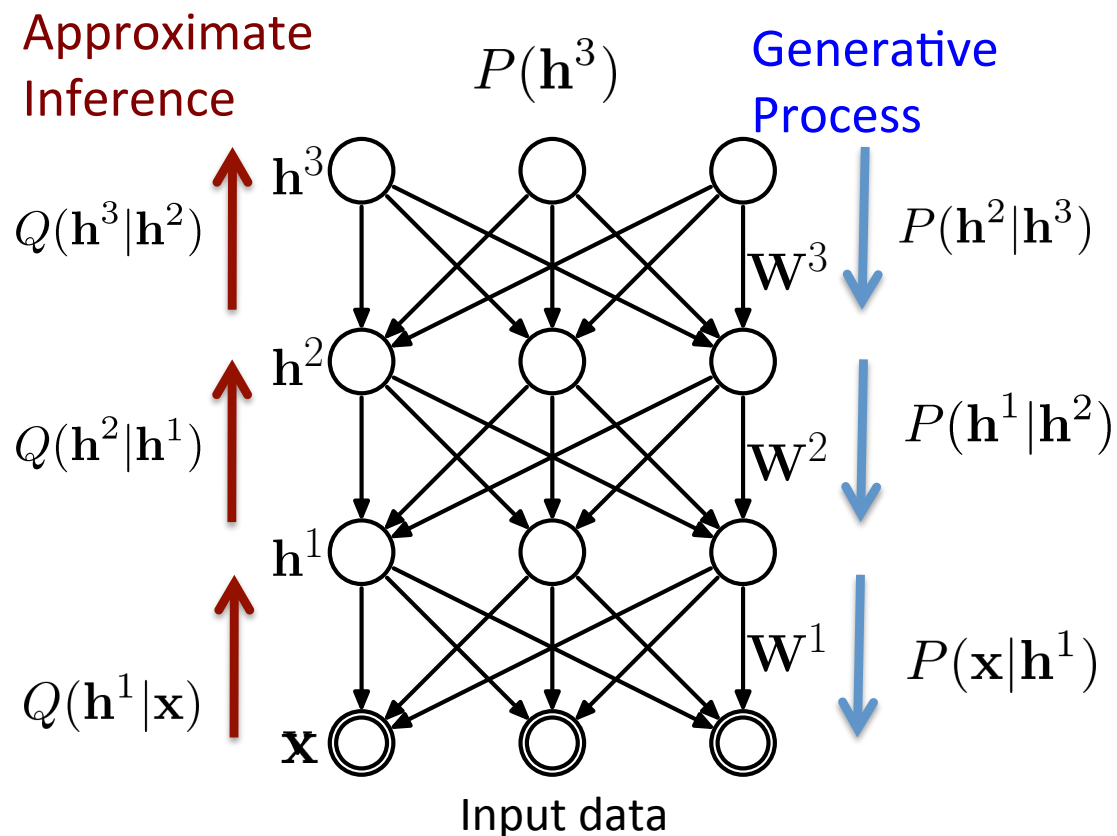 Approximate
Inference
P(𝐡³)
Generative
Process
𝐡³
Q(𝐡³|𝐡²)
P(𝐡²|𝐡³)
𝐖³
𝐡²
Q(𝐡²|𝐡¹)
P(𝐡¹|𝐡²)
𝐖²
𝐡¹
Q(𝐡¹|𝐱)
P(𝐱|𝐡¹)
𝐖¹
𝐱
Input data